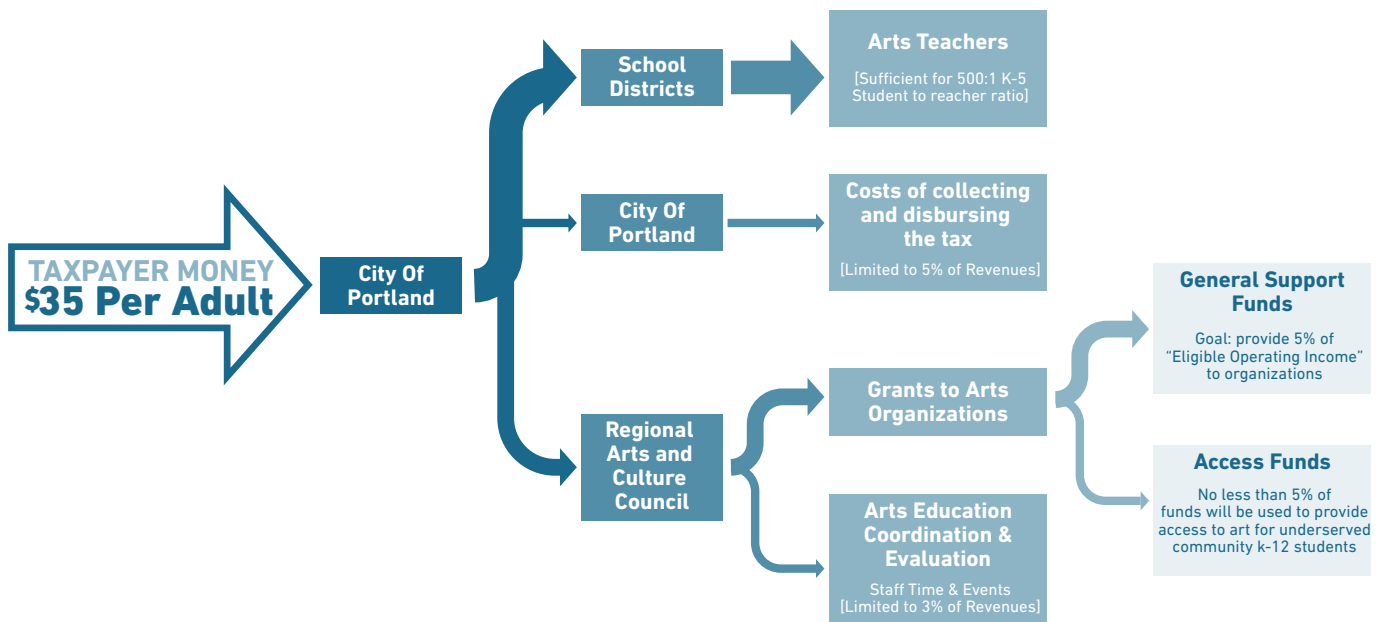 TAXPAYER MONEY
$35 Per Adult
City Of
Portland
School
Districts
Arts Teachers
[Sufficient for 500:1 K-5
Student to reacher ratio]
City Of
Portland
Costs of collecting
and disbursing
the tax
[Limited to 5% of Revenues]
Regional
Arts and
Culture
Council
Grants to Arts
Organizations
General Support
Funds
Goal: provide 5% of
“Eligible Operating Income”
to organizations
Access Funds
No less than 5% of
funds will be used to provide
access to art for underserved
community k-12 students
Arts Education
Coordination &
Evaluation
Staff Time & Events
[Limited to 3% of Revenues]